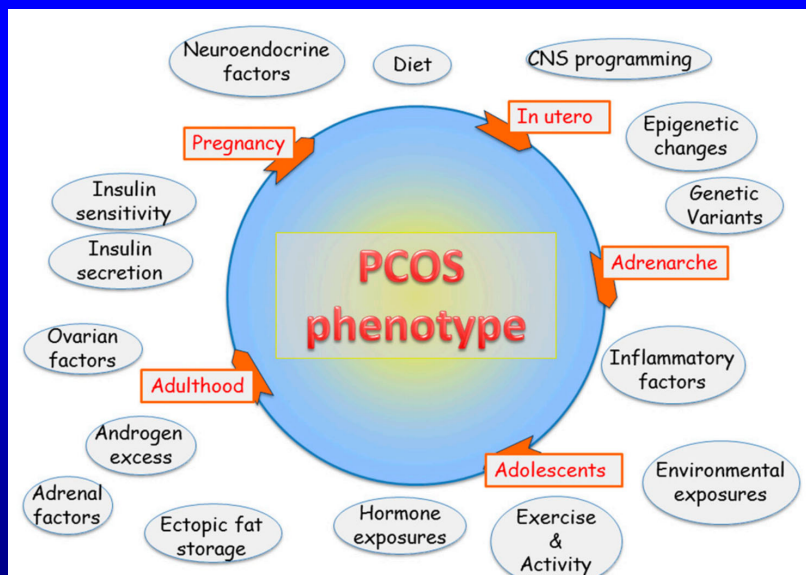 Neuroendocrine
factors
Diet
CNS programming
In utero
Pregnancy
Epigenetic
changes
Insulin
sensitivity
Genetic
Variants
Insulin
secretion
PCOS
phenotype
Adrenarche
Ovarian
factors
Inflammatory
factors
Adulthood
Androgen
excess
Adolescents
Environmental
exposures
Adrenal
factors
Ectopic fat
storage
Hormone
exposures
Exercise
&
Activity